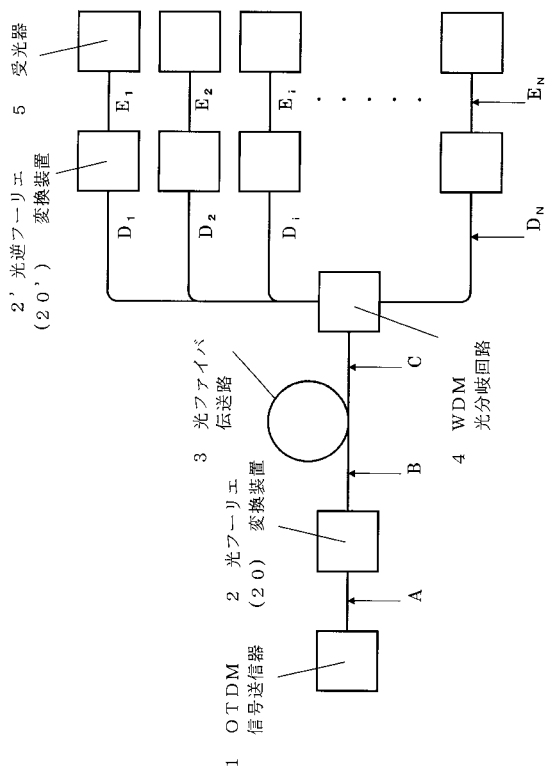 1 OTDM
信号送信器
2 光フーリエ
(20) 変換装置
3 光ファイバ
伝送路
4 WDM
光分岐回路
2' 光逆フーリエ
(20') 変換装置
5 受光器
A
B
C
D₁
D₂
Dᵢ
D_N
E₁
E₂
Eᵢ
E_N
. . . . .